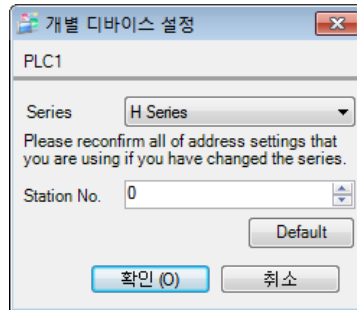 개별 디바이스 설정
PLC1
Series H Series
Please reconfirm all of address settings that
you are using if you have changed the series.
Station No. 0
Default
확인 (O) 취소